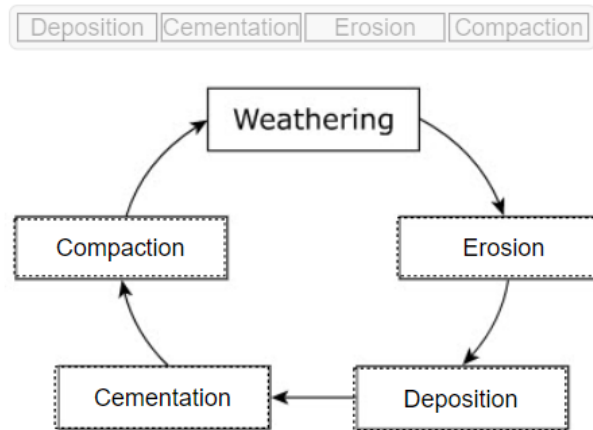 Deposition Cementation Erosion Compaction
Weathering
Compaction Erosion
Cementation Deposition